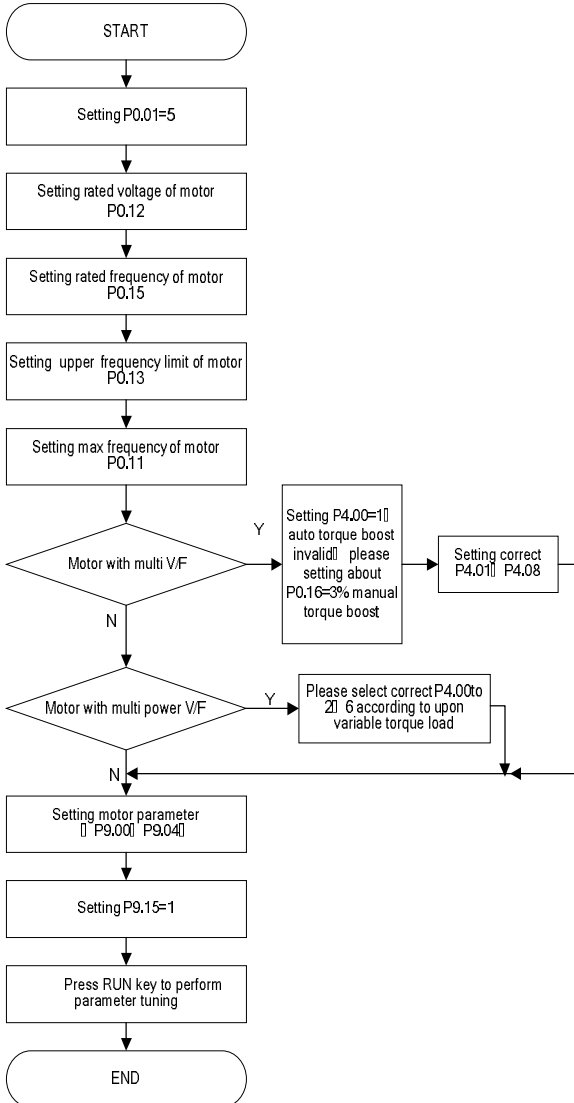 START
Setting P0.01=5
Setting rated voltage of motor
P0.12
Setting rated frequency of motor
P0.15
Setting upper frequency limit of motor
P0.13
Setting max frequency of motor
P0.11
Motor with multi V/F
Y
N
Setting P4.00=1▯
auto torque boost
invalid▯ please
setting about
P0.16=3% manual
torque boost
Setting correct
P4.01▯ P4.08
Motor with multi power V/F
Y
N
Please select correct P4.00 to
2▯ 6 according to upon
variable torque load
Setting motor parameter
▯ P9.00▯ P9.04▯
Setting P9.15=1
Press RUN key to perform
parameter tuning
END